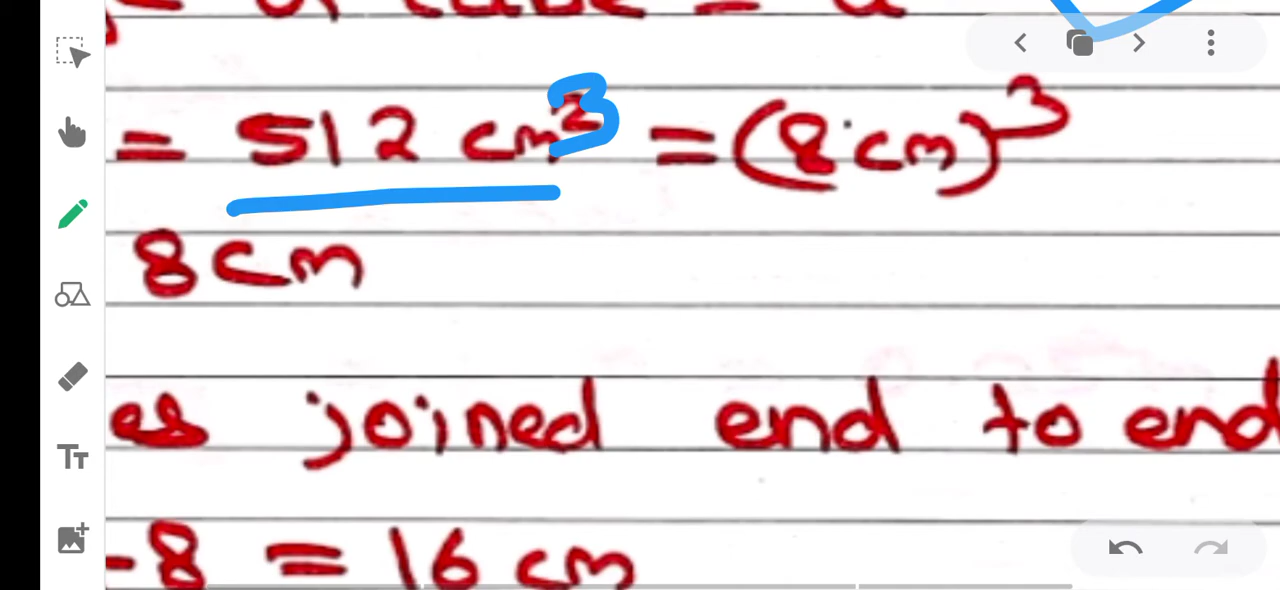 = 512 cm³ = (8 cm)³
8 cm
es joined end to end
-8 = 16 cm